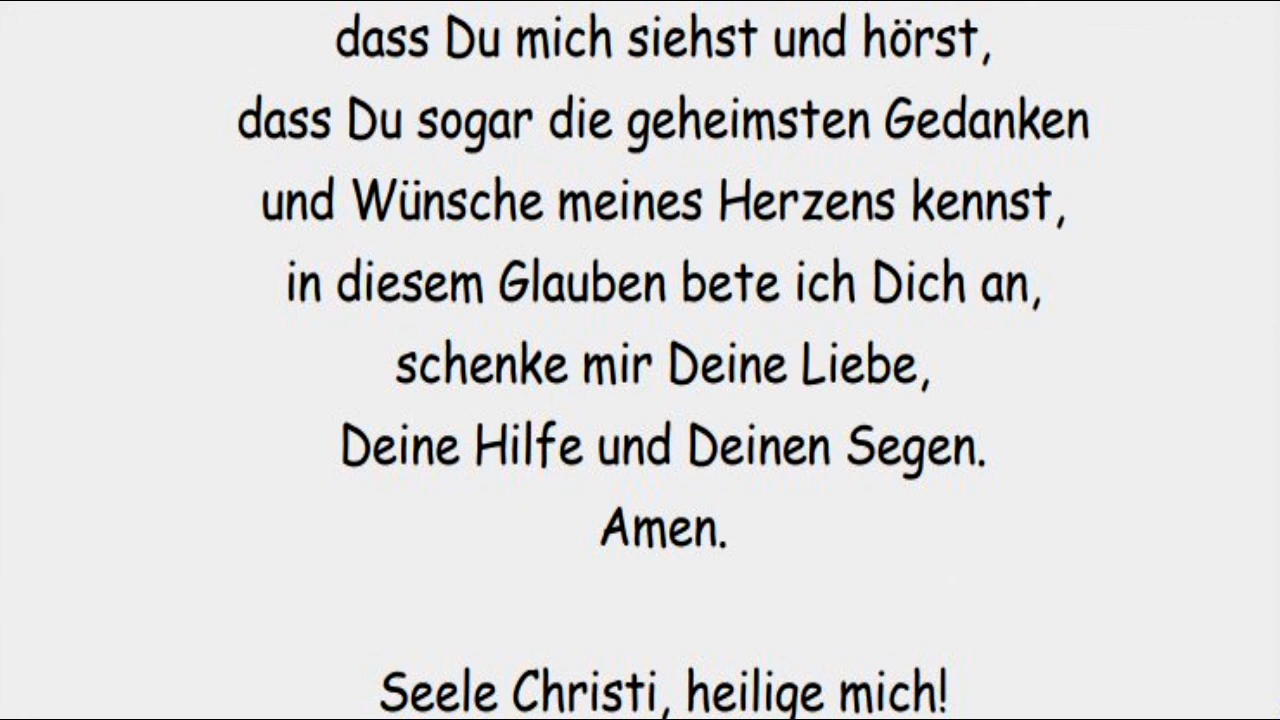 dass Du mich siehst und hörst,
dass Du sogar die geheimsten Gedanken
und Wünsche meines Herzens kennst,
in diesem Glauben bete ich Dich an,
schenke mir Deine Liebe,
Deine Hilfe und Deinen Segen.
Amen.
Seele Christi, heilige mich!